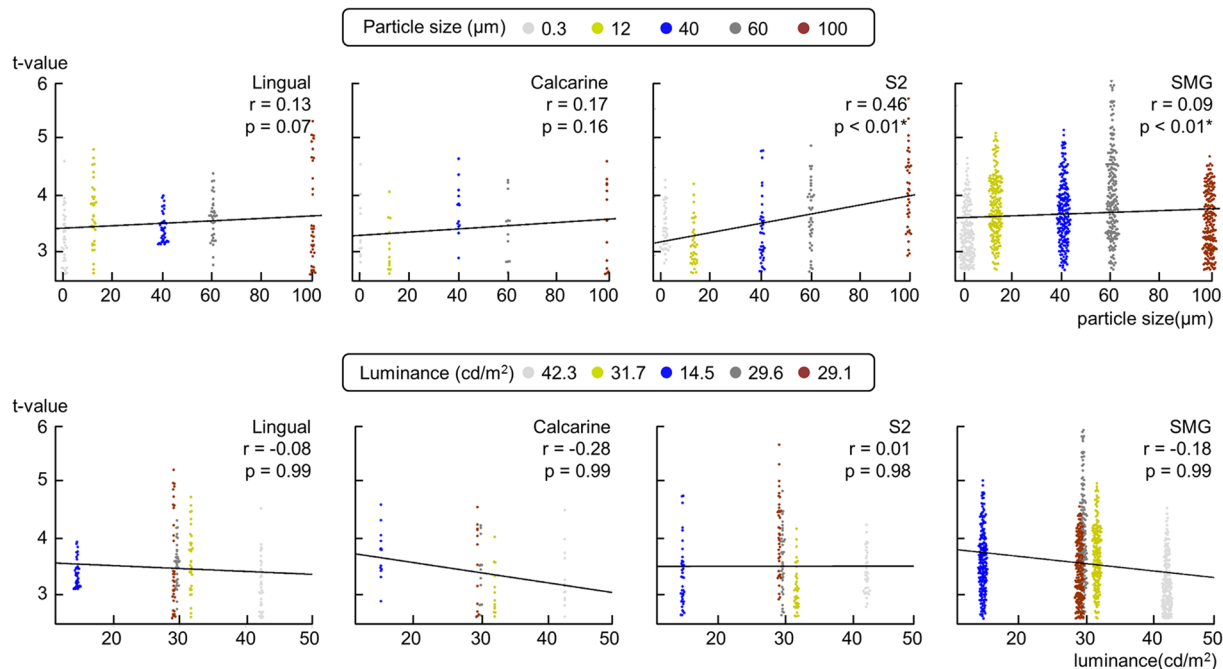 Particle size (μm) 0.3 12 40 60 100
t-value
Lingual
r = 0.13
p = 0.07
6
5
4
3
0 20 40 60 80 100
Calcarine
r = 0.17
p = 0.16
0 20 40 60 80 100
S2
r = 0.46
p < 0.01*
0 20 40 60 80 100
SMG
r = 0.09
p < 0.01*
0 20 40 60 80 100
particle size(μm)
Luminance (cd/m²) 42.3 31.7 14.5 29.6 29.1
t-value
Lingual
r = -0.08
p = 0.99
6
5
4
3
20 30 40 50
Calcarine
r = -0.28
p = 0.99
20 30 40 50
S2
r = 0.01
p = 0.98
20 30 40 50
SMG
r = -0.18
p = 0.99
20 30 40 50
luminance(cd/m²)